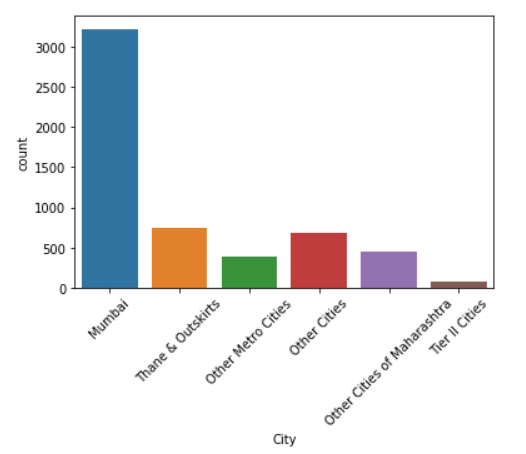 3000
2500
2000
1500
1000
500
0
count
Mumbai
Thane & Outskirts
Other Metro Cities
Other Cities
Other Cities of Maharashtra
Tier II Cities
City